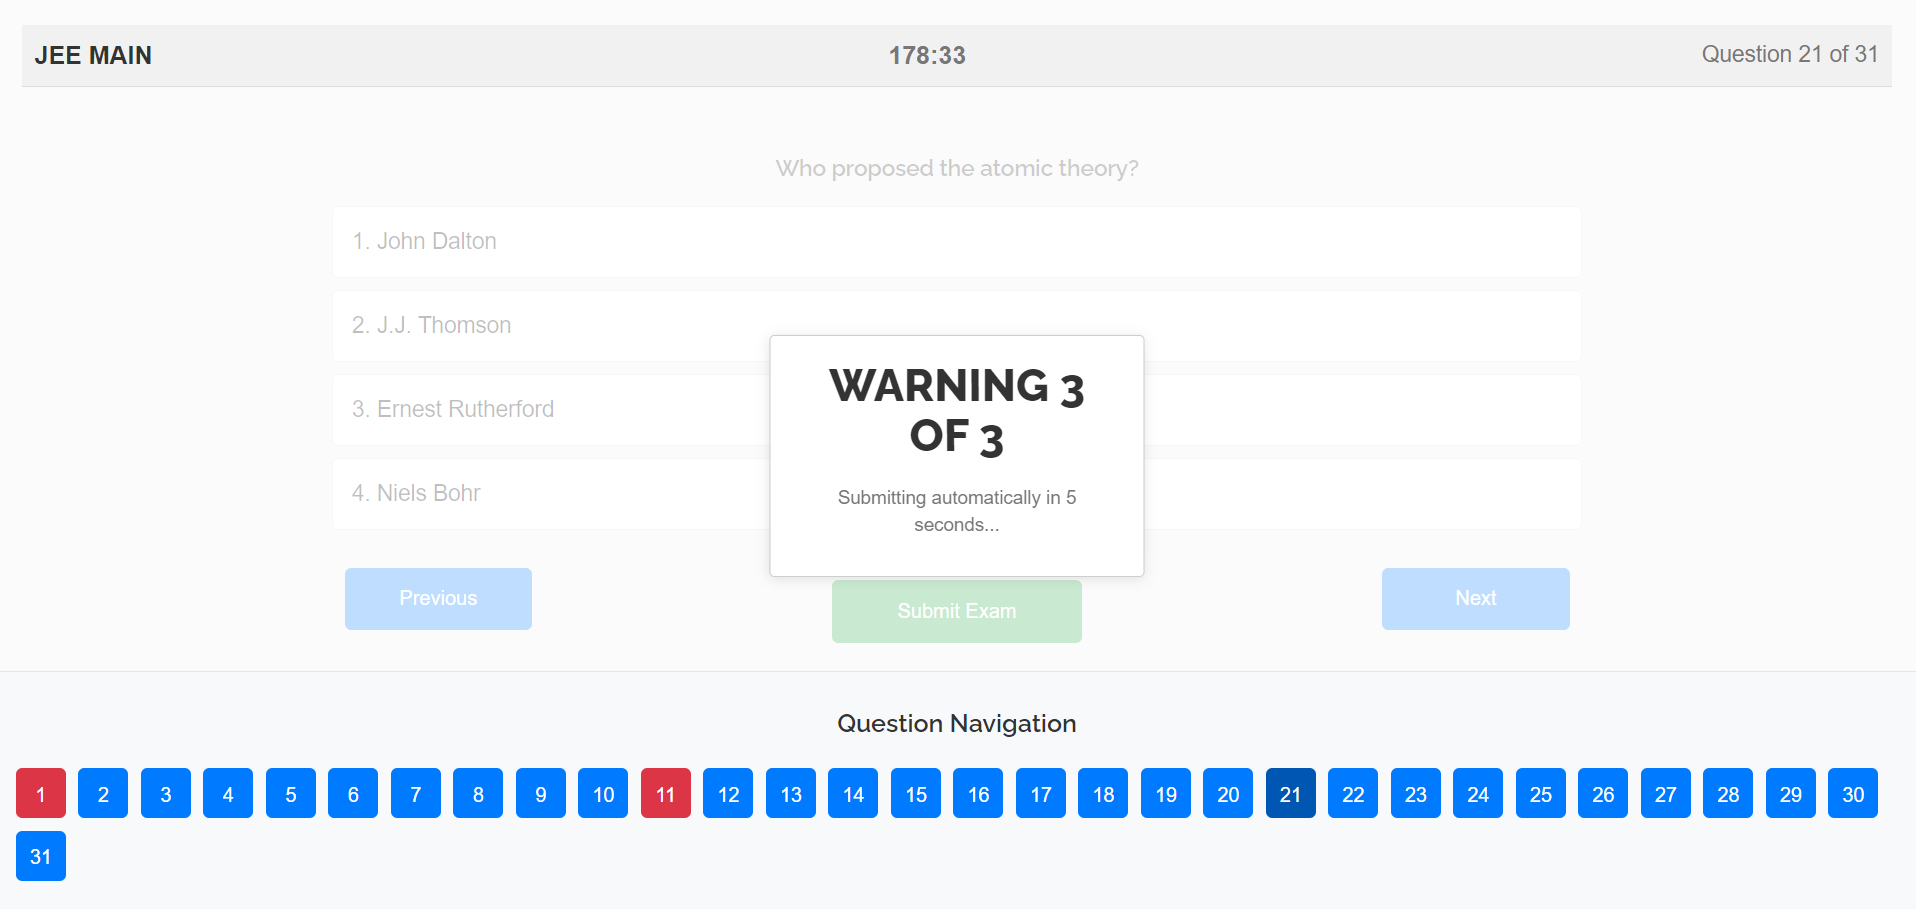 JEE MAIN
178:33
Question 21 of 31
Who proposed the atomic theory?
1. John Dalton
2. J.J. Thomson
3. Ernest Rutherford
4. Niels Bohr
WARNING 3
OF 3
Submitting automatically in 5
seconds...
Previous
Submit Exam
Next
Question Navigation
1 2 3 4 5 6 7 8 9 10 11 12 13 14 15 16 17 18 19 20 21 22 23 24 25 26 27 28 29 30
31